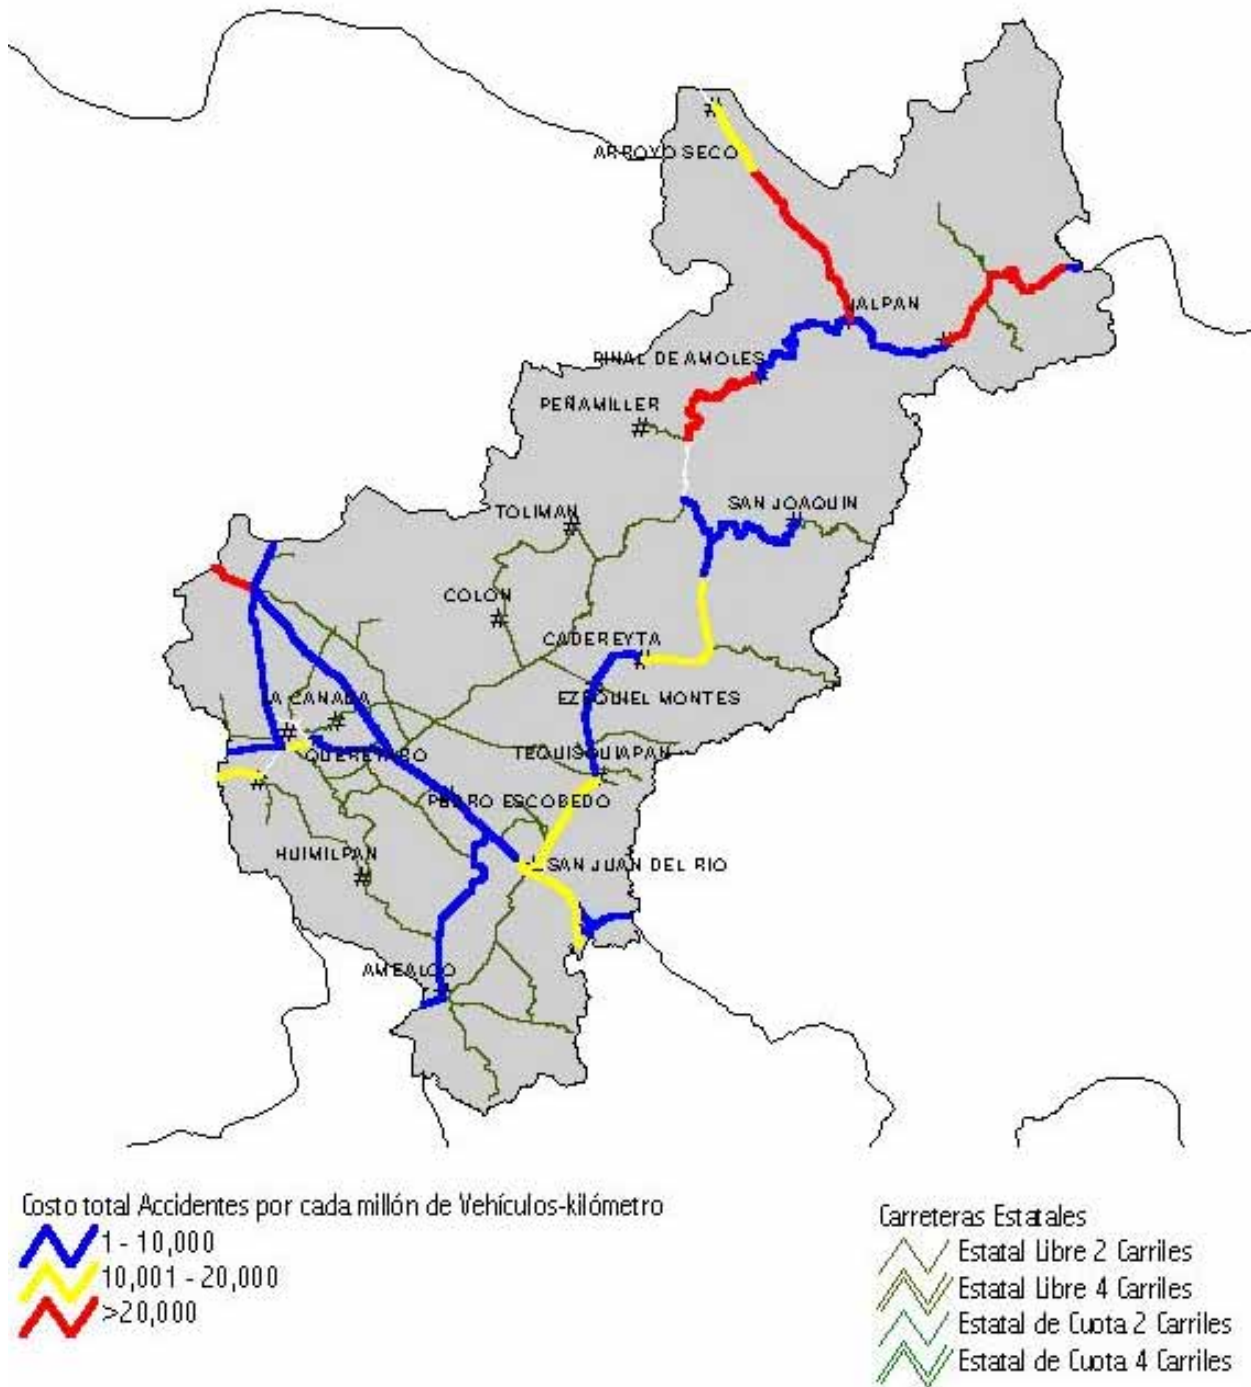 ARROYO SECO
JALPAN
PINAL DE AMOLES
PEÑAMILLER
SAN JOAQUIN
TOLIMAN
COLON
CADEREYTA
EZEQUIEL MONTES
LA CAÑADA
QUERETARO
TEQUISQUIAPAN
PEDRO ESCOBEDO
HUIMILPAN
SAN JUAN DEL RIO
AMEALCO
Costo total Accidentes por cada millón de Vehículos-kilómetro
1 - 10,000
10,001 - 20,000
>20,000
Carreteras Estatales
Estatal Libre 2 Carriles
Estatal Libre 4 Carriles
Estatal de Cuota 2 Carriles
Estatal de Cuota 4 Carriles